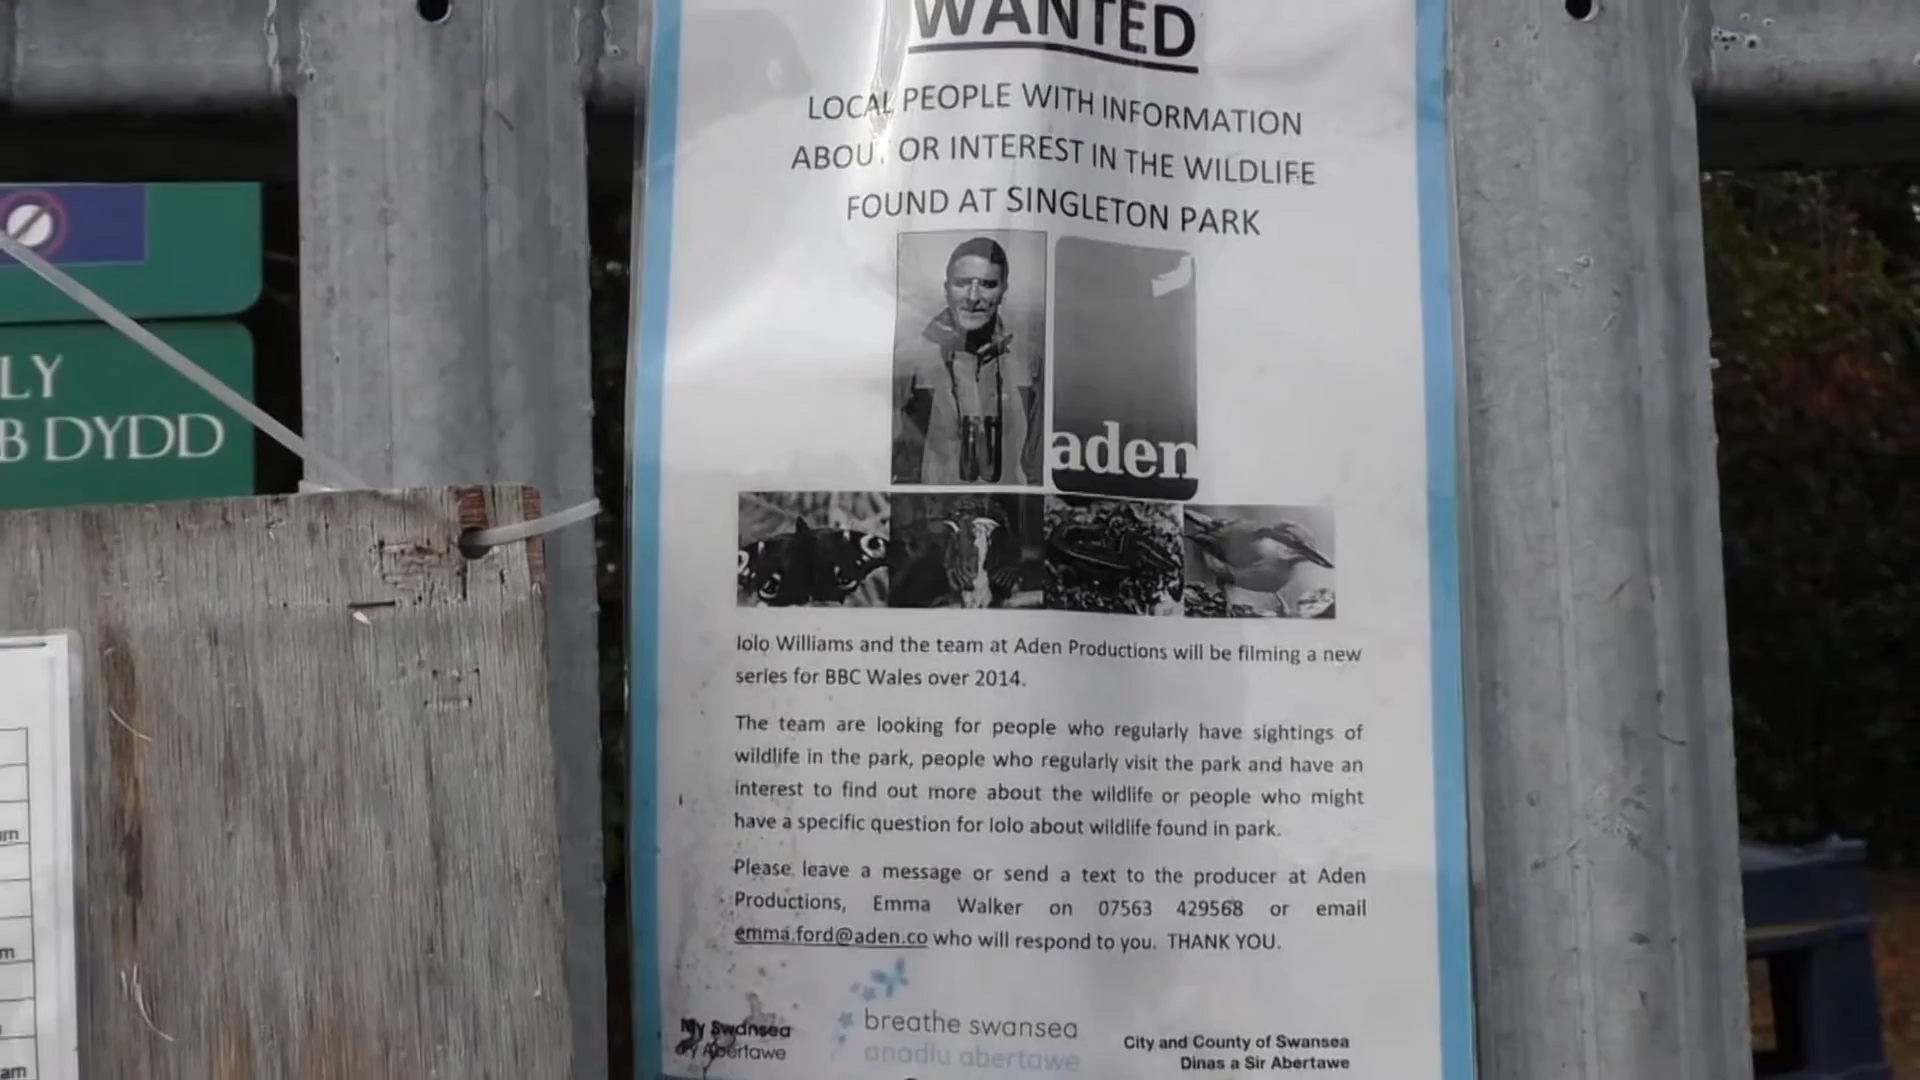 WANTED
LOCAL PEOPLE WITH INFORMATION
ABOUT OR INTEREST IN THE WILDLIFE
FOUND AT SINGLETON PARK
aden
Iolo Williams and the team at Aden Productions will be filming a new
series for BBC Wales over 2014.
The team are looking for people who regularly have sightings of
wildlife in the park, people who regularly visit the park and have an
interest to find out more about the wildlife or people who might
have a specific question for Iolo about wildlife found in park.
Please leave a message or send a text to the producer at Aden
Productions, Emma Walker on 07563 429568 or email
emma.ford@aden.co who will respond to you. THANK YOU.
My Swansea
Abertawe
breathe swansea
anadlu abertawe
City and County of Swansea
Dinas a Sir Abertawe
LY
B DYDD
am